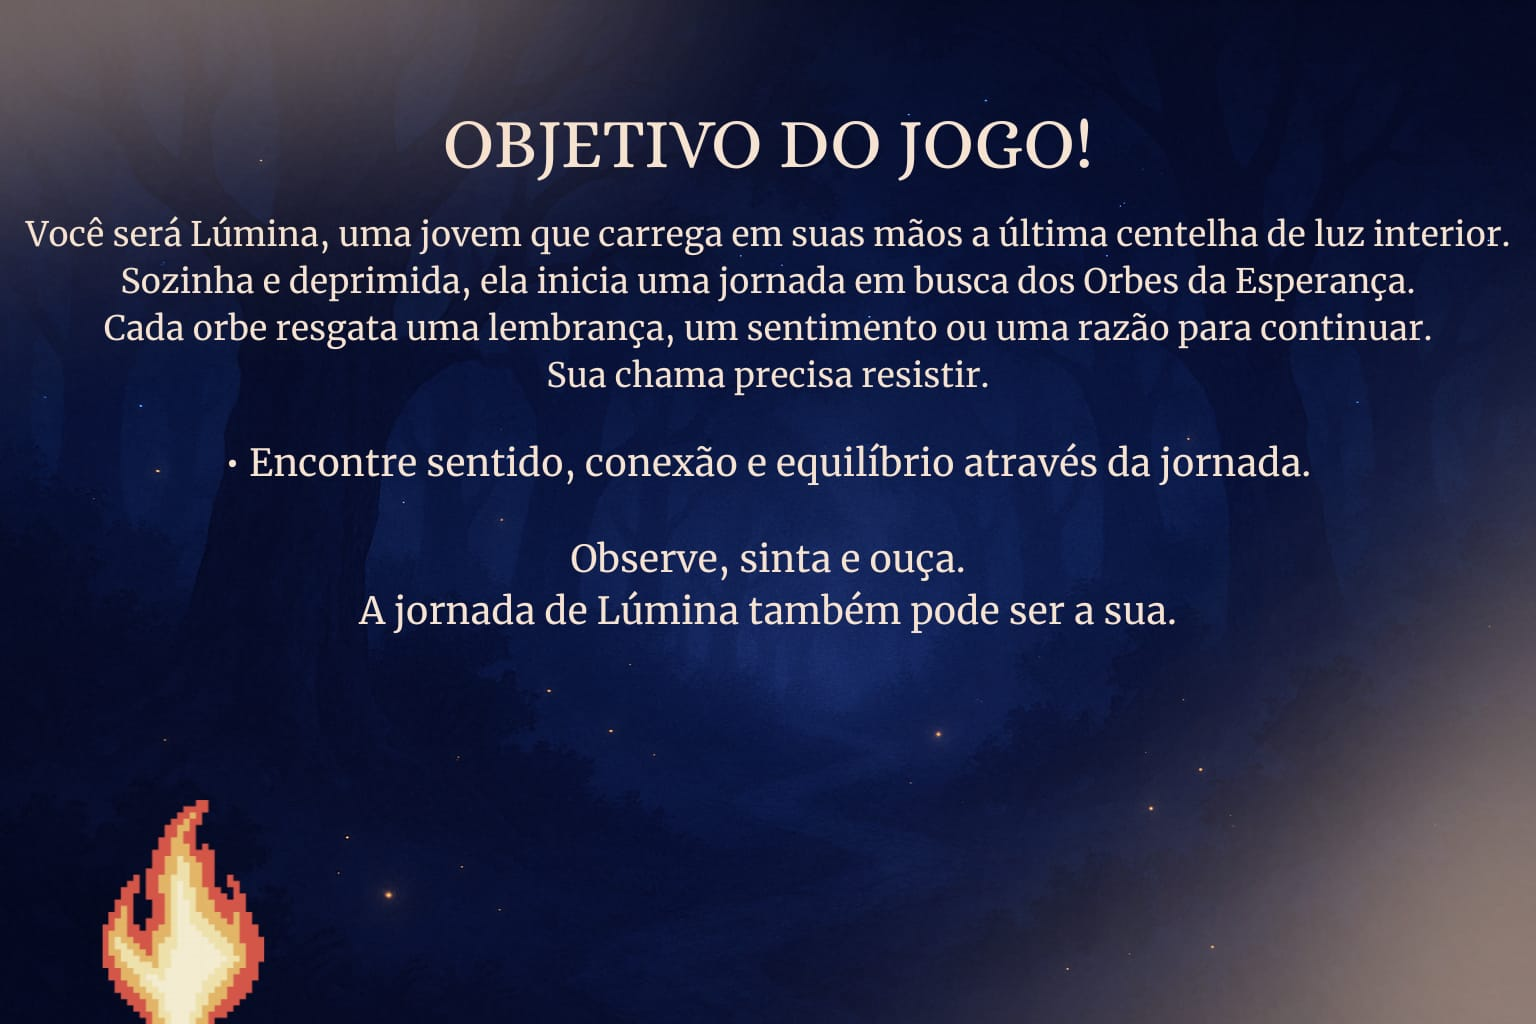 OBJETIVO DO JOGO!
Você será Lúmina, uma jovem que carrega em suas mãos a última centelha de luz interior.
Sozinha e deprimida, ela inicia uma jornada em busca dos Orbes da Esperança.
Cada orbe resgata uma lembrança, um sentimento ou uma razão para continuar.
Sua chama precisa resistir.
• Encontre sentido, conexão e equilíbrio através da jornada.
Observe, sinta e ouça.
A jornada de Lúmina também pode ser a sua.